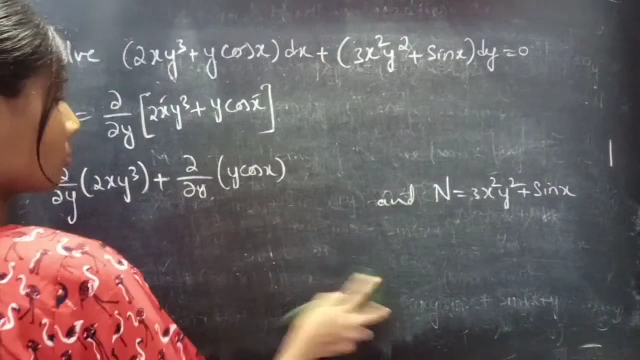 lve (2xy³ + y cosx) dx + (3x²y² + sinx) dy = 0
= ∂/∂y [2xy³ + y cosx]
∂/∂y (2xy³) + ∂/∂y (y cosx)
and N = 3x²y² + sinx